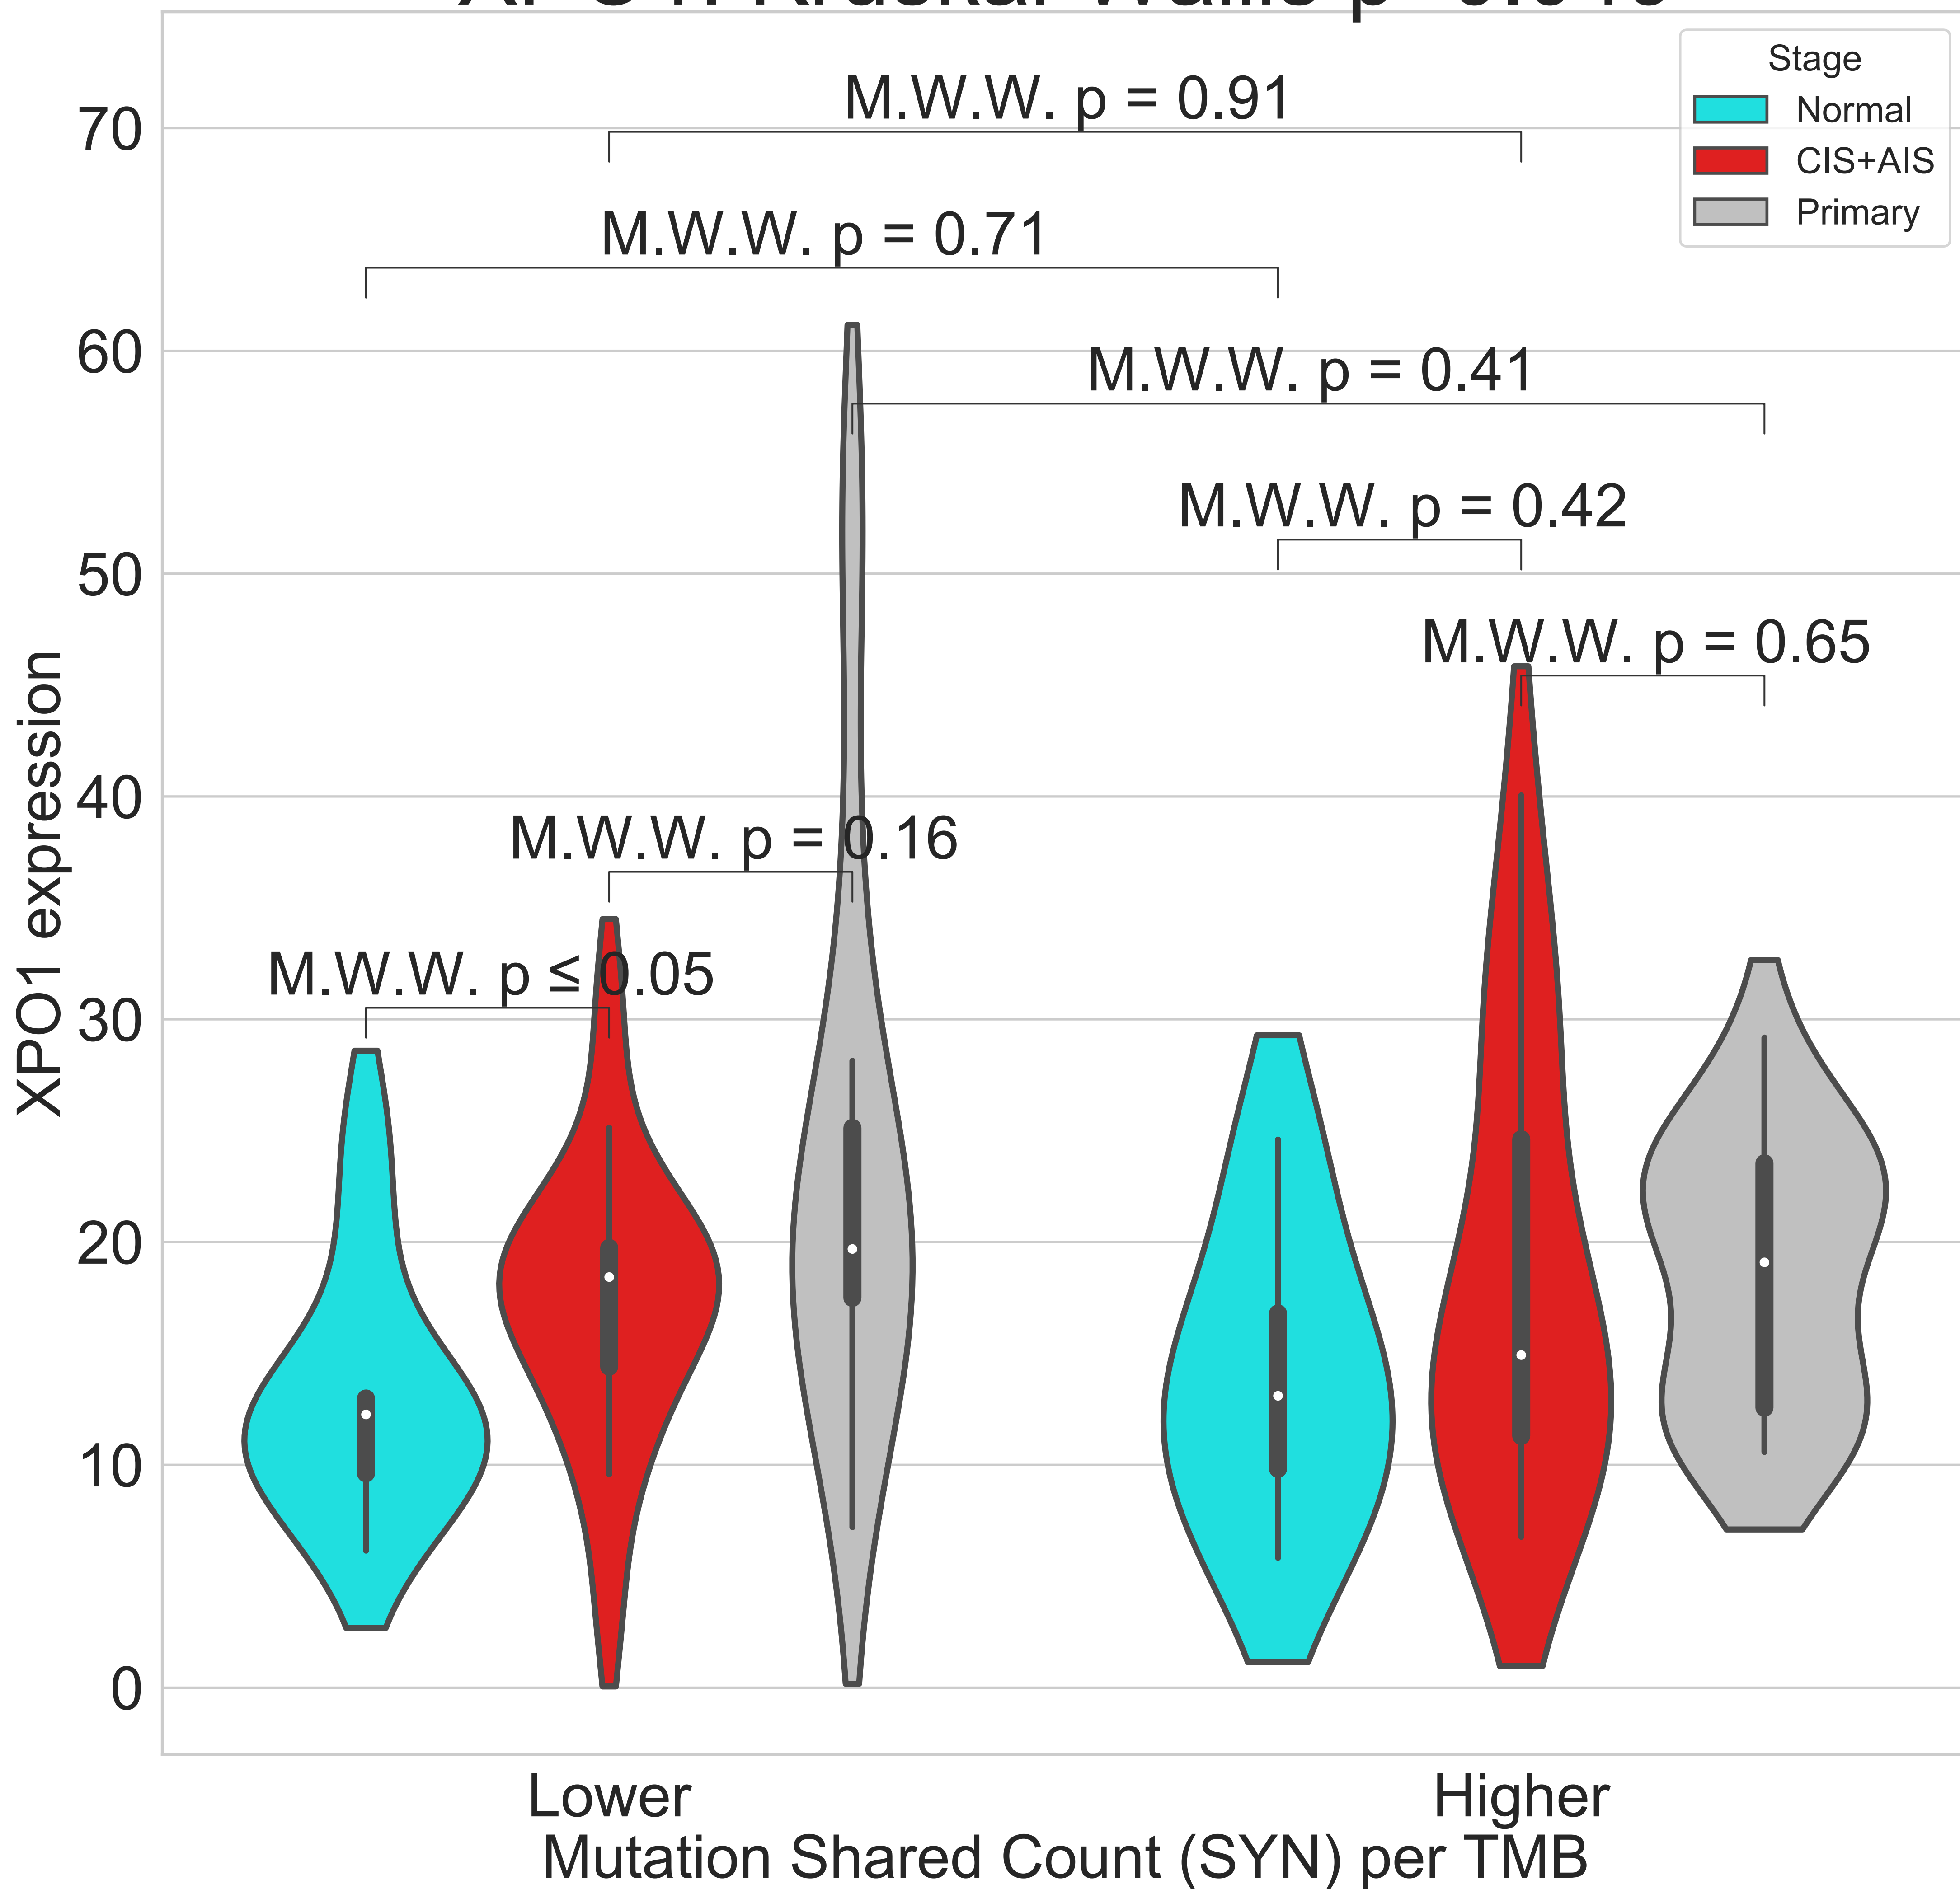 Stage
Normal
CIS+AIS
Primary
M.W.W. p = 0.91
M.W.W. p = 0.71
M.W.W. p = 0.41
M.W.W. p = 0.42
M.W.W. p = 0.65
M.W.W. p = 0.16
M.W.W. p ≤ 0.05
70
60
50
40
30
20
10
0
XPO1 expression
Lower
Higher
Mutation Shared Count (SYN) per TMB